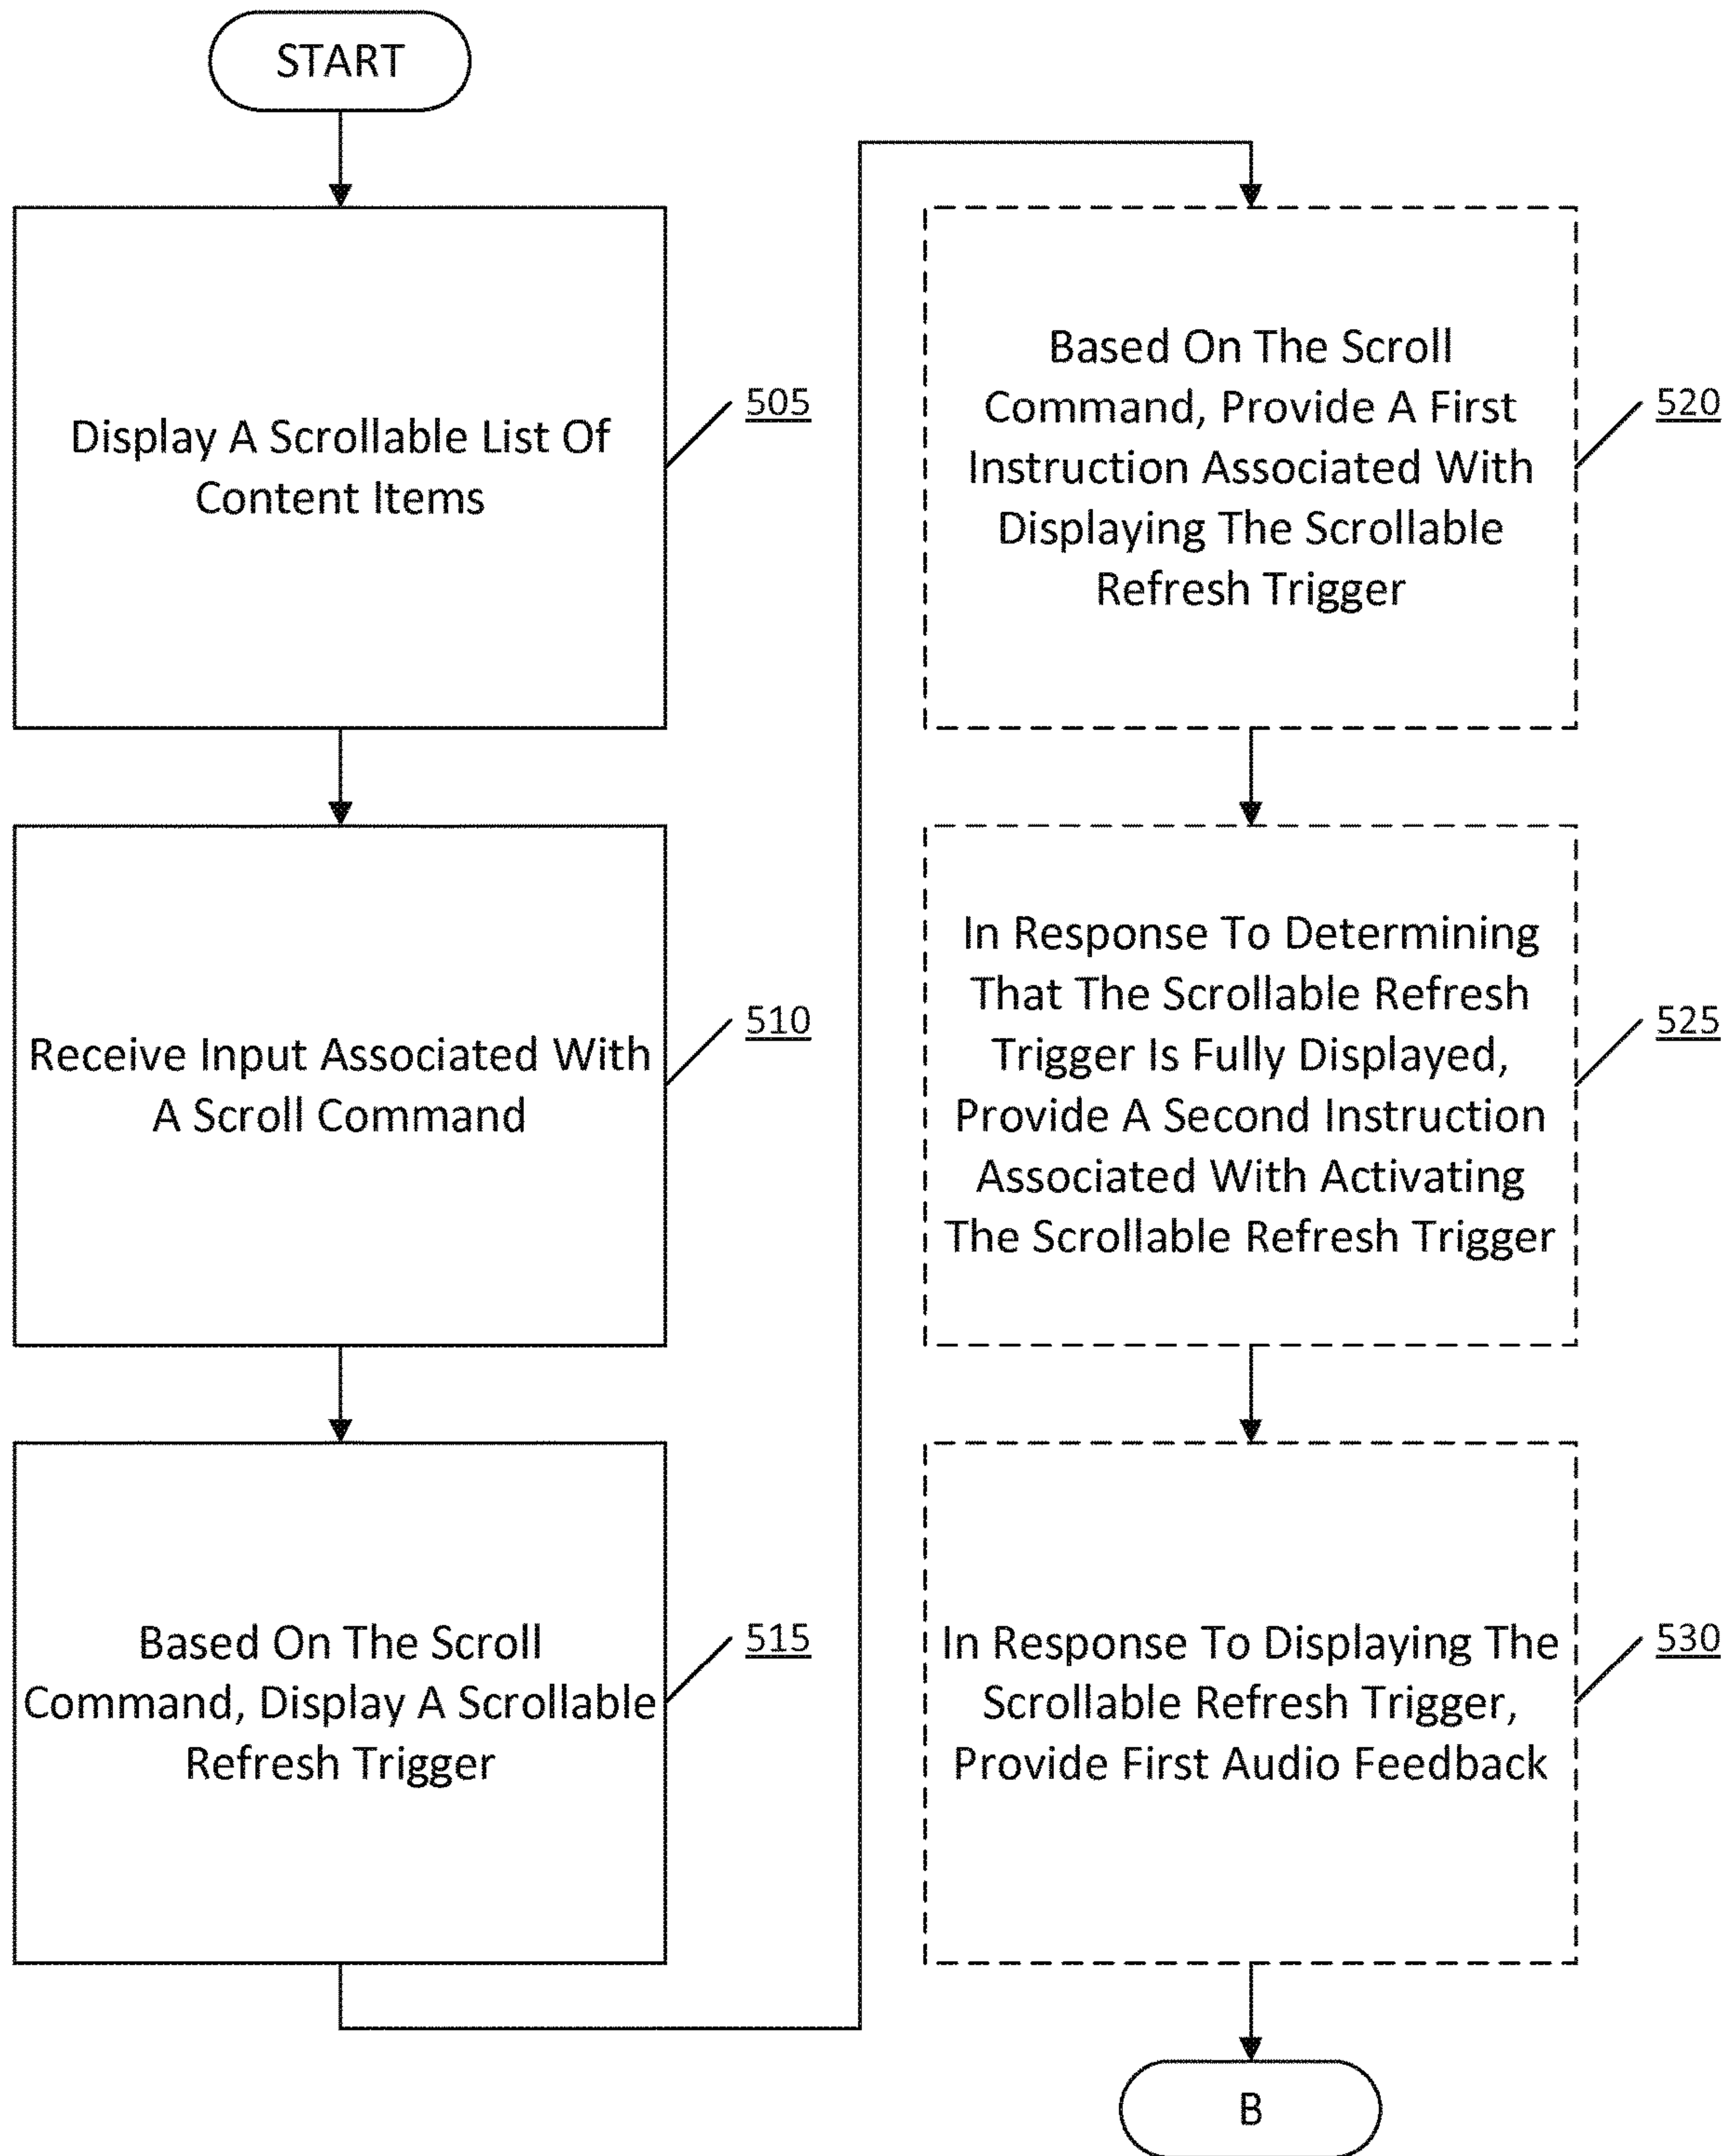 START
Display A Scrollable List Of
Content Items
505
Receive Input Associated With
A Scroll Command
510
Based On The Scroll
Command, Display A Scrollable
Refresh Trigger
515
Based On The Scroll
Command, Provide A First
Instruction Associated With
Displaying The Scrollable
Refresh Trigger
520
In Response To Determining
That The Scrollable Refresh
Trigger Is Fully Displayed,
Provide A Second Instruction
Associated With Activating
The Scrollable Refresh Trigger
525
In Response To Displaying The
Scrollable Refresh Trigger,
Provide First Audio Feedback
530
B